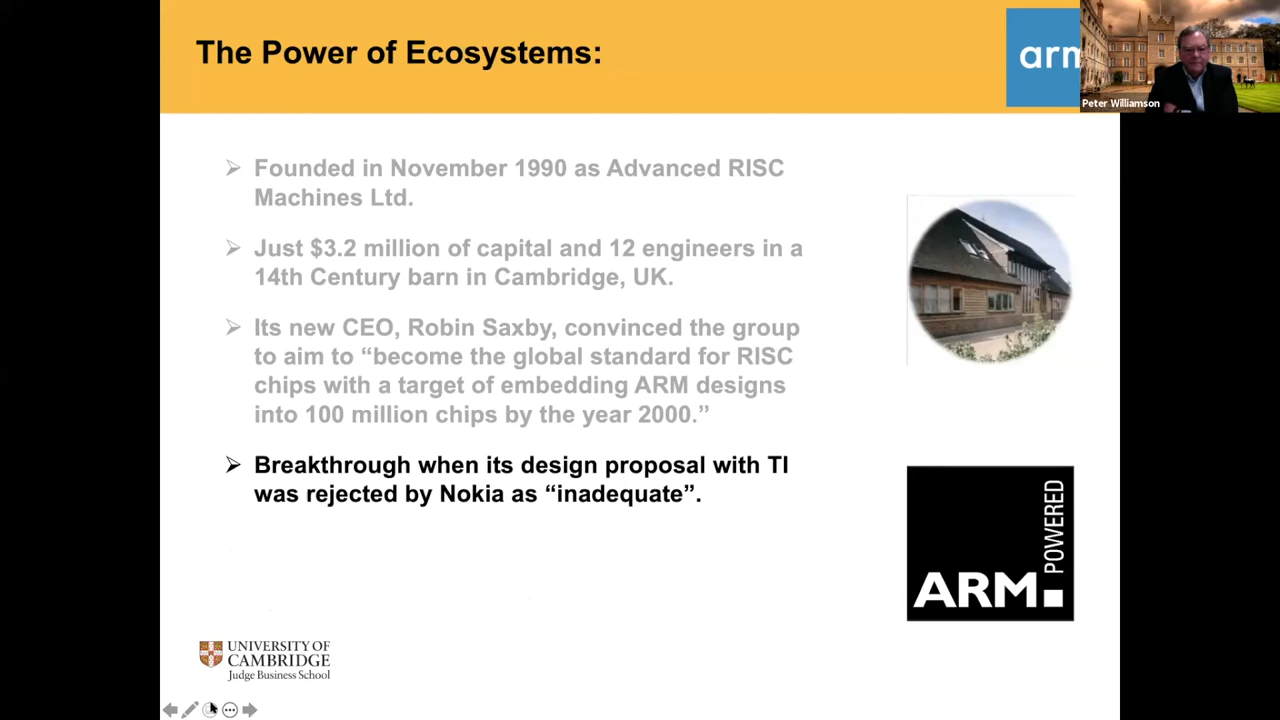 The Power of Ecosystems:
arm
Peter Williamson
Founded in November 1990 as Advanced RISC
Machines Ltd.
Just $3.2 million of capital and 12 engineers in a
14th Century barn in Cambridge, UK.
Its new CEO, Robin Saxby, convinced the group
to aim to “become the global standard for RISC
chips with a target of embedding ARM designs
into 100 million chips by the year 2000.”
Breakthrough when its design proposal with TI
was rejected by Nokia as “inadequate”.
ARM
POWERED
UNIVERSITY OF
CAMBRIDGE
Judge Business School